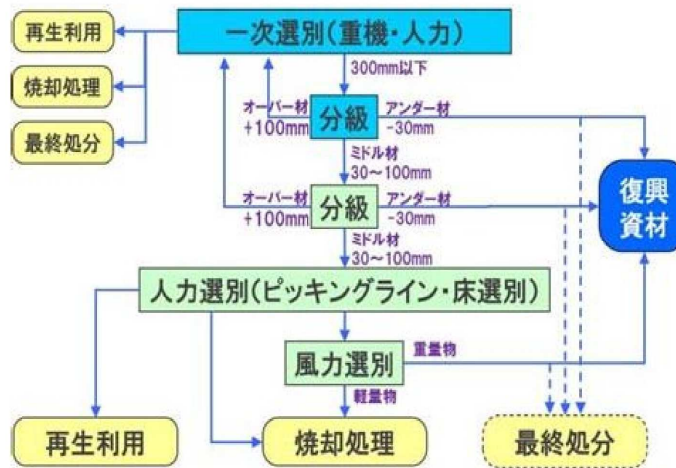 再生利用
一次選別(重機・人力)
焼却処理
最終処分
300mm以下
オーバー材
+100mm
分級
アンダー材
-30mm
ミドル材
30～100mm
オーバー材
+100mm
分級
アンダー材
-30mm
復興
資材
ミドル材
30～100mm
人力選別(ピッキングライン・床選別)
風力選別
重量物
軽量物
再生利用
焼却処理
最終処分